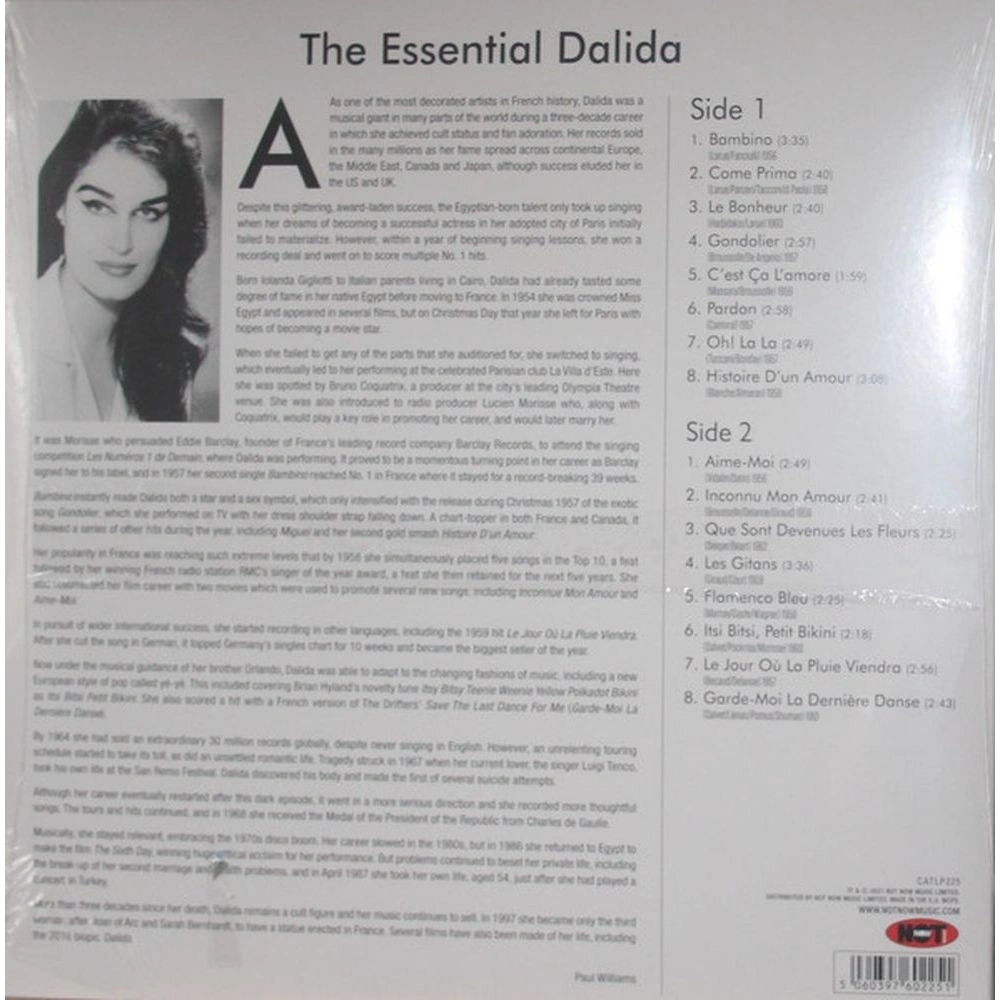 The Essential Dalida
As one of the most decorated artists in French history, Dalida was a
musical giant in many parts of the world during a three-decade career
in which she achieved cult status and fan adoration. Her records sold
in the many millions as her fame spread across continental Europe,
the Middle East, Canada and Japan, although success eluded her in
the US and UK.
Despite this glittering, award-laden success, the Egyptian-born talent only took up singing
when her dreams of becoming a successful actress in her adopted city of Paris initially
failed to materialize. However, within a year of beginning singing lessons, she won a
recording deal and went on to score multiple No. 1 hits.
Born Iolanda Gigliotti to Italian parents living in Cairo, Dalida had already tasted some
degree of fame in her native Egypt before moving to France. In 1954 she was crowned Miss
Egypt and appeared in several films, but on Christmas Day that year she left for Paris with
hopes of becoming a movie star.
When she failed to get any of the parts that she auditioned for, she switched to singing,
which eventually led to her performing at the celebrated Parisian club La Villa d'Este. Here
she was spotted by Bruno Coquatrix, a producer at the city's leading Olympia Theatre
venue. She was also introduced to radio producer Lucien Morisse who, along with
Coquatrix, would play a key role in promoting her career, and would later marry her.
It was Morisse who persuaded Eddie Barclay, founder of France's leading record company Barclay Records, to attend the singing
competition Les Numéros 1 de Demain, where Dalida was performing. It proved to be a momentous turning point in her career as Barclay
signed her to his label, and in 1957 her second single Bambino reached No. 1 in France where it stayed for a record-breaking 39 weeks.
Bambino instantly made Dalida both a star and a sex symbol, which only intensified with the release during Christmas 1957 of the exotic
song Gondolier, which she performed on TV with her dress shoulder strap falling down. A chart-topper in both France and Canada, it
followed a series of other hits during the year, including Miguel and her second gold smash Histoire D'un Amour.
Her popularity in France was reaching such extreme levels that by 1958 she simultaneously placed five songs in the Top 10, a feat
followed by her winning French radio station RMC's singer of the year award, a feat she then retained for the next five years. She
also her film career with two movies which were used to promote several new songs, including Inconnue Mon Amour and
Aime-Moi.
In pursuit of wider international success, she started recording in other languages, including the 1959 hit Le Jour Où La Pluie Viendra.
After she cut the song in German, it topped Germany's singles chart for 10 weeks and became the biggest seller of the year.
Now under the musical guidance of her brother Orlando, Dalida was able to adapt to the changing fashions of music, including a new
European style of pop called yé-yé. This included covering Brian Hyland's novelty tune Itsy Bitsy Teenie Weenie Yellow Polkadot Bikini
as Itsi Bitsi Petit Bikini. She also scored a hit with a French version of The Drifters' Save The Last Dance For Me (Garde-Moi La
Dernière Danse).
By 1964 she had sold an extraordinary 30 million records globally, despite never singing in English. However, an unrelenting touring
schedule started to take its toll, as did an unsettled romantic life. Tragedy struck in 1967 when her current lover, the singer Luigi Tenco,
took his own life at the San Remo Festival. Dalida discovered his body and made the first of several suicide attempts.
Although her career eventually restarted after this dark episode, it went in a more serious direction and she recorded more thoughtful
songs. The tours and hits continued, and in 1968 she received the Medal of the President of the Republic from Charles de Gaulle.
Musically, she stayed relevant, embracing the 1970s disco boom. Her career slowed in the 1980s, but in 1986 she returned to Egypt to
make the film The Sixth Day, winning huge critical acclaim for her performance. But problems continued to beset her private life, including
the break-up of her second marriage and health problems, and in April 1987 she took her own life, aged 54, just after she had played a
concert in Turkey.
More than three decades since her death, Dalida remains a cult figure and her music continues to sell. In 1997 she became only the third
woman, after Joan of Arc and Sarah Bernhardt, to have a statue erected in France. Several films have also been made of her life, including
the 2016 biopic Dalida.
Paul Williams
Side 1
1. Bambino (3:35)
2. Come Prima (2:40)
3. Le Bonheur (2:40)
4. Gondolier (2:57)
5. C'est Ça L'amore (1:59)
6. Pardon (2:58)
7. Oh! La La (2:49)
8. Histoire D'un Amour (3:08)
Side 2
1. Aime-Moi (2:49)
2. Inconnu Mon Amour (2:41)
3. Que Sont Devenues Les Fleurs (2:25)
4. Les Gitans (3:36)
5. Flamenco Bleu (2:25)
6. Itsi Bitsi, Petit Bikini (2:18)
7. Le Jour Où La Pluie Viendra (2:56)
8. Garde-Moi La Dernière Danse (2:43)
CATLP225
℗ & © 2021 NOT NOW MUSIC LIMITED.
DISTRIBUTED BY NOT NOW MUSIC LIMITED. MADE IN THE E.U. MCPS.
WWW.NOTNOWMUSIC.COM
NOT
5 060397 602251